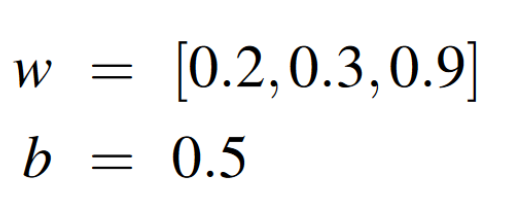 w = [0.2,0.3,0.9]
b = 0.5